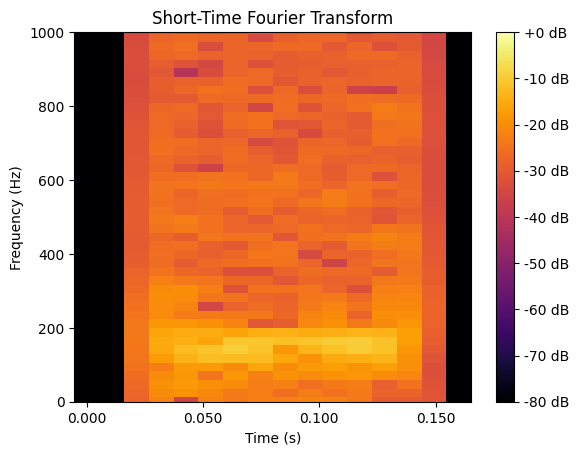 Short-Time Fourier Transform
1000
800
600
400
200
0
Frequency (Hz)
0.000
0.050
0.100
0.150
Time (s)
+0 dB
-10 dB
-20 dB
-30 dB
-40 dB
-50 dB
-60 dB
-70 dB
-80 dB